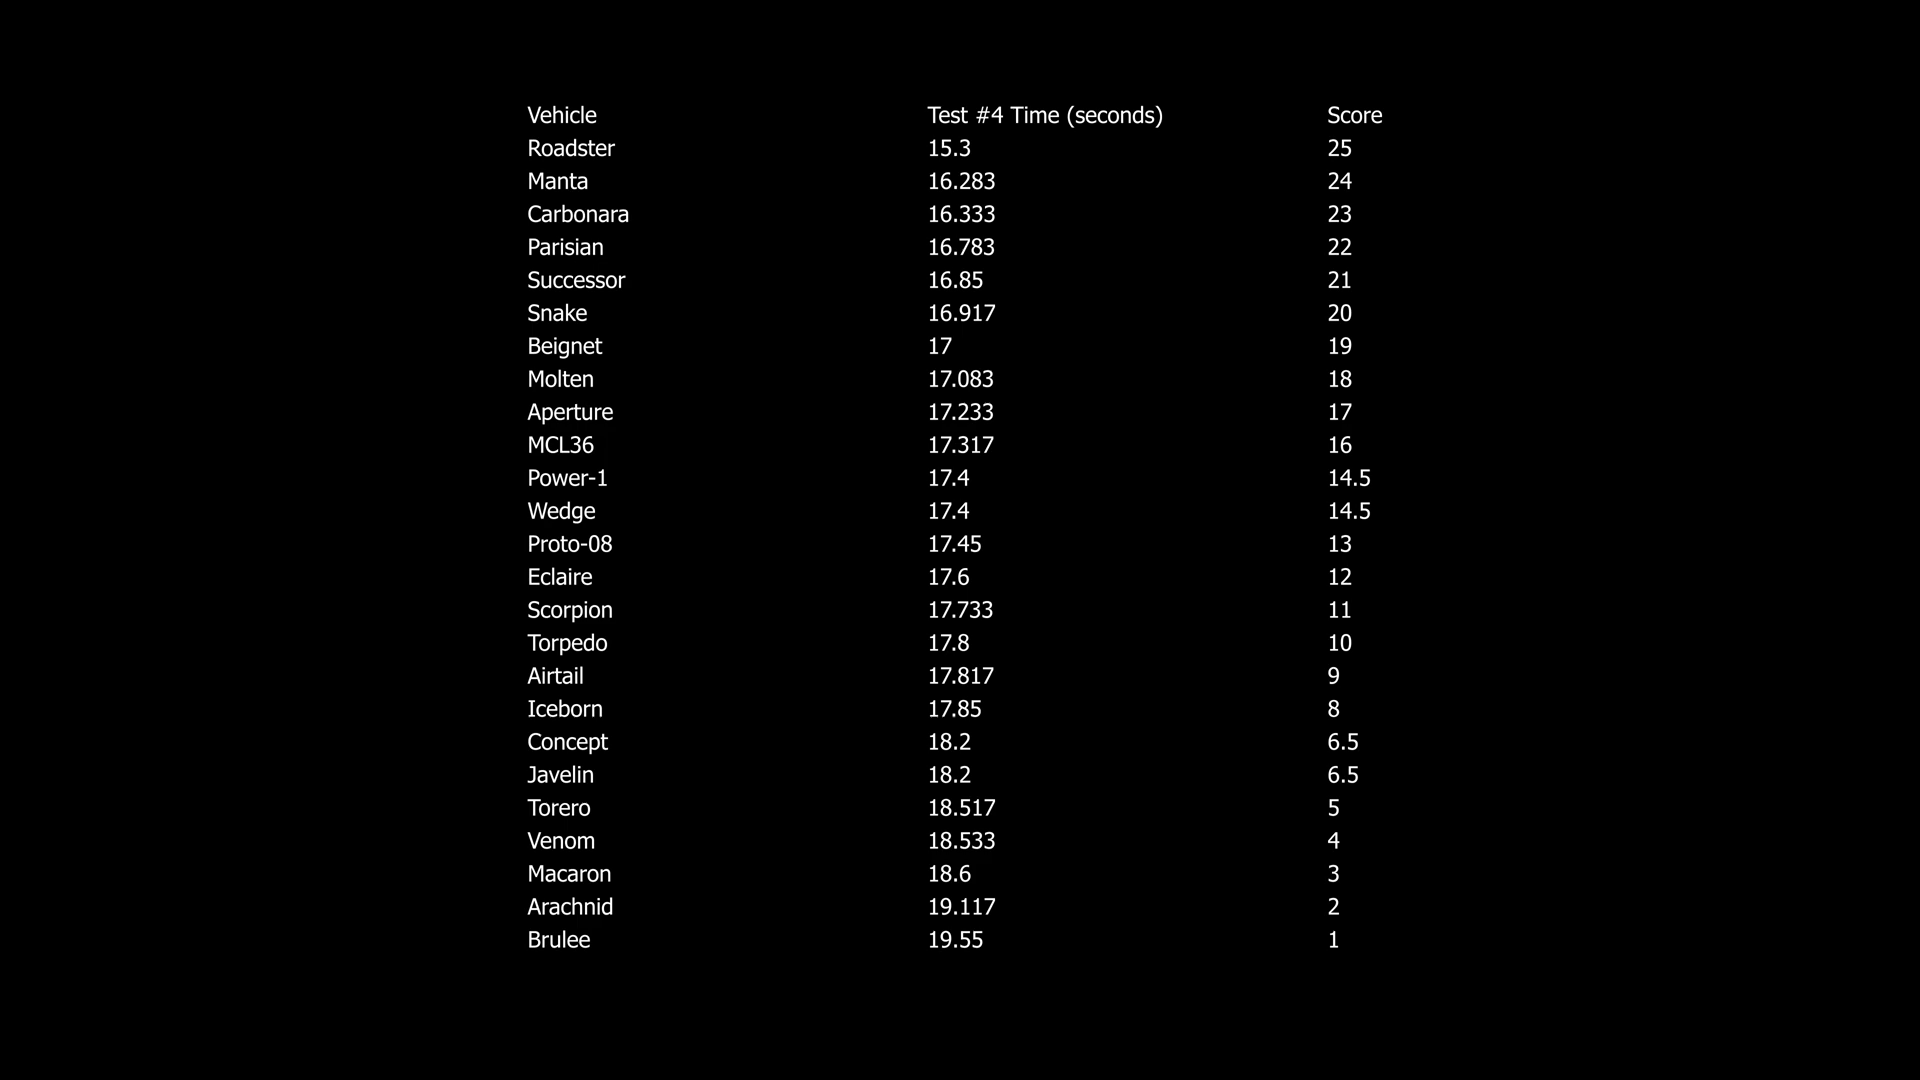 Vehicle Test #4 Time (seconds) Score
Roadster 15.3 25
Manta 16.283 24
Carbonara 16.333 23
Parisian 16.783 22
Successor 16.85 21
Snake 16.917 20
Beignet 17 19
Molten 17.083 18
Aperture 17.233 17
MCL36 17.317 16
Power-1 17.4 14.5
Wedge 17.4 14.5
Proto-08 17.45 13
Eclaire 17.6 12
Scorpion 17.733 11
Torpedo 17.8 10
Airtail 17.817 9
Iceborn 17.85 8
Concept 18.2 6.5
Javelin 18.2 6.5
Torero 18.517 5
Venom 18.533 4
Macaron 18.6 3
Arachnid 19.117 2
Brulee 19.55 1